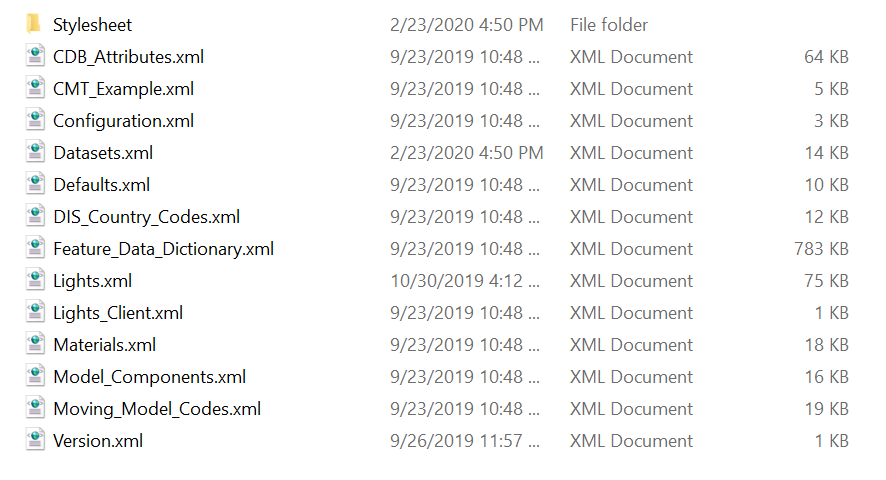 Stylesheet 2/23/2020 4:50 PM File folder
CDB_Attributes.xml 9/23/2019 10:48 ... XML Document 64 KB
CMT_Example.xml 9/23/2019 10:48 ... XML Document 5 KB
Configuration.xml 9/23/2019 10:48 ... XML Document 3 KB
Datasets.xml 2/23/2020 4:50 PM XML Document 14 KB
Defaults.xml 9/23/2019 10:48 ... XML Document 10 KB
DIS_Country_Codes.xml 9/23/2019 10:48 ... XML Document 12 KB
Feature_Data_Dictionary.xml 9/23/2019 10:48 ... XML Document 783 KB
Lights.xml 10/30/2019 4:12 ... XML Document 75 KB
Lights_Client.xml 9/23/2019 10:48 ... XML Document 1 KB
Materials.xml 9/23/2019 10:48 ... XML Document 18 KB
Model_Components.xml 9/23/2019 10:48 ... XML Document 16 KB
Moving_Model_Codes.xml 9/23/2019 10:48 ... XML Document 19 KB
Version.xml 9/26/2019 11:57 ... XML Document 1 KB